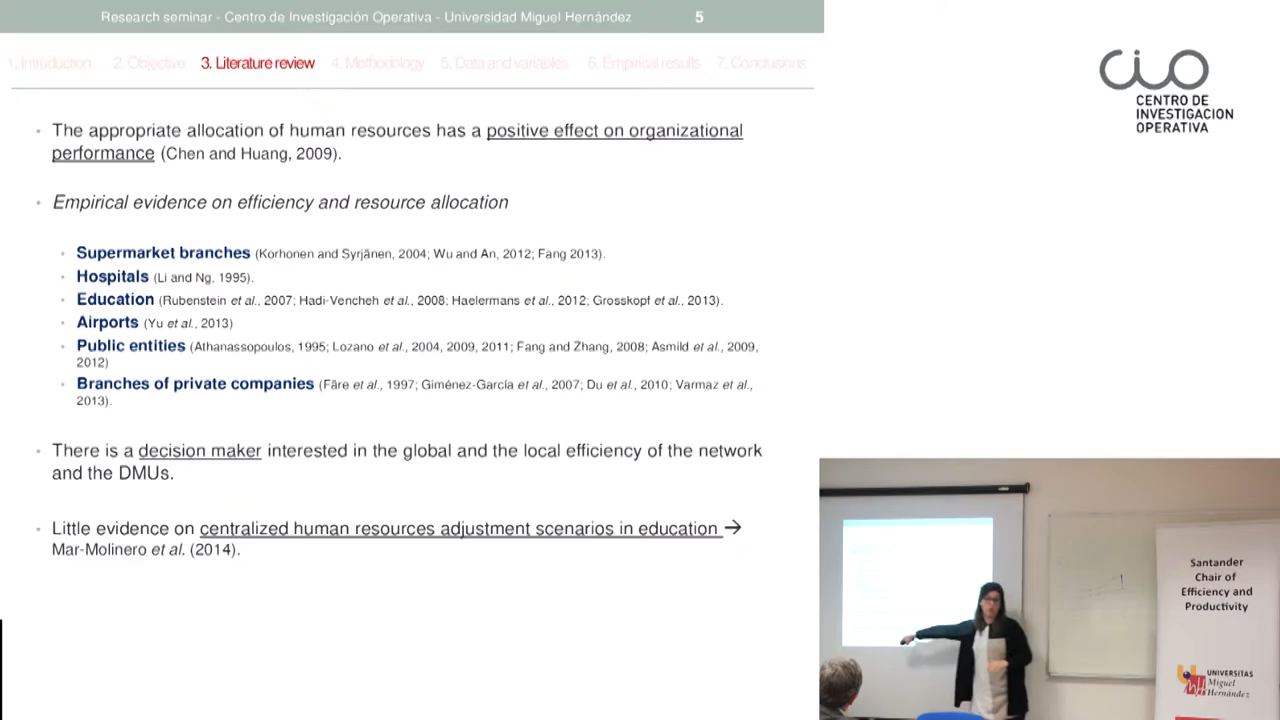 Research seminar - Centro de Investigación Operativa - Universidad Miguel Hernández 5
1. Introduction 2. Objective 3. Literature review 4. Methodology 5. Data and variables 6. Empirical results 7. Conclusions
CIO
CENTRO DE
INVESTIGACION
OPERATIVA
• The appropriate allocation of human resources has a positive effect on organizational
performance (Chen and Huang, 2009).
• Empirical evidence on efficiency and resource allocation
• Supermarket branches (Korhonen and Syrjänen, 2004; Wu and An, 2012; Fang 2013).
• Hospitals (Li and Ng, 1995).
• Education (Rubenstein et al., 2007; Hadi-Vencheh et al., 2008; Haelermans et al., 2012; Grosskopf et al., 2013).
• Airports (Yu et al., 2013)
• Public entities (Athanassopoulos, 1995; Lozano et al., 2004, 2009, 2011; Fang and Zhang, 2008; Asmild et al., 2009,
2012)
• Branches of private companies (Färe et al., 1997; Giménez-García et al., 2007; Du et al., 2010; Varmaz et al.,
2013).
• There is a decision maker interested in the global and the local efficiency of the network
and the DMUs.
• Little evidence on centralized human resources adjustment scenarios in education →
Mar-Molinero et al. (2014).
Santander
Chair of
Efficiency and
Productivity
UNIVERSITAS
Miguel
Hernández